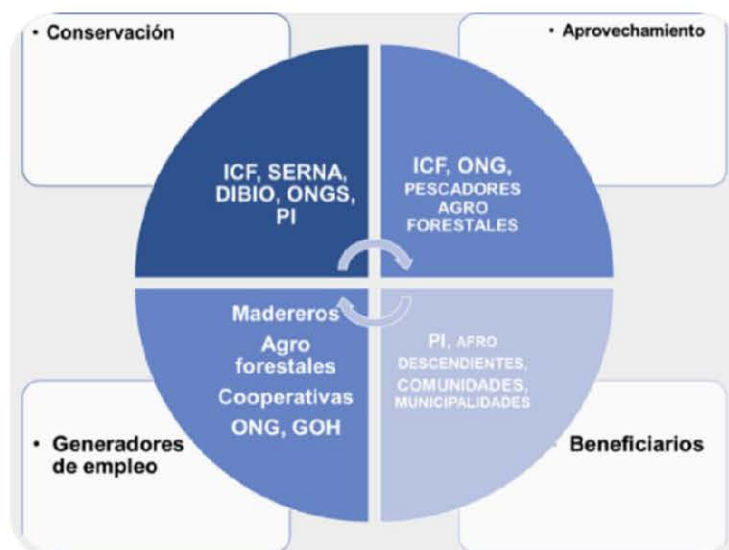 • Conservación
• Aprovechamiento
ICF, SERNA,
DIBIO, ONGS,
PI
ICF, ONG,
PESCADORES
AGRO
FORESTALES
Madereros
Agro
forestales
Cooperativas
ONG, GOH
PI, AFRO
DESCENDIENTES,
COMUNIDADES,
MUNICIPALIDADES
• Generadores
de empleo
• Beneficiarios